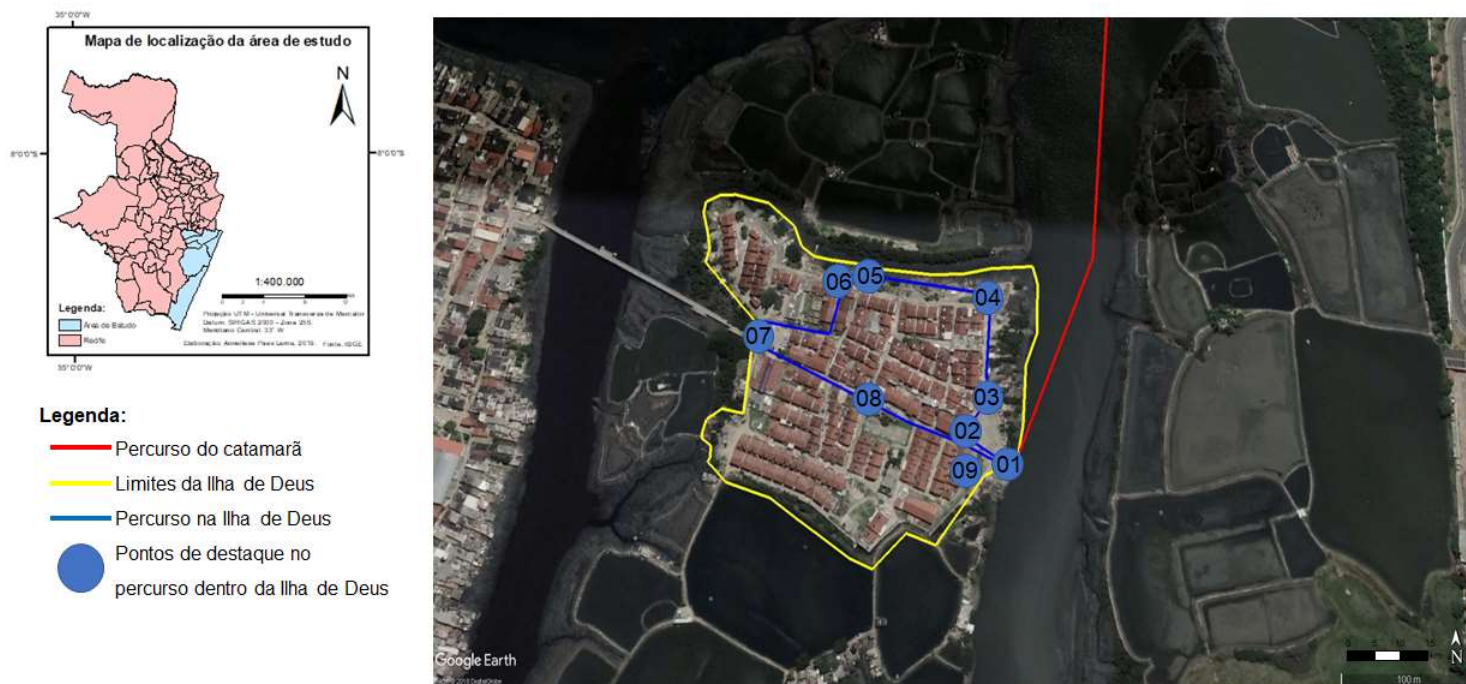 35°0'0"W
Mapa de localização da área de estudo
N
8°0'0"S
8°0'0"S
1:400.000
Legenda:
Área de Estudo
Recife
35°0'0"W
Legenda:
Percurso do catamarã
Limites da Ilha de Deus
Percurso na Ilha de Deus
Pontos de destaque no
percurso dentro da Ilha de Deus
06
05
04
07
08
03
02
01
09
Google Earth
N
100 m